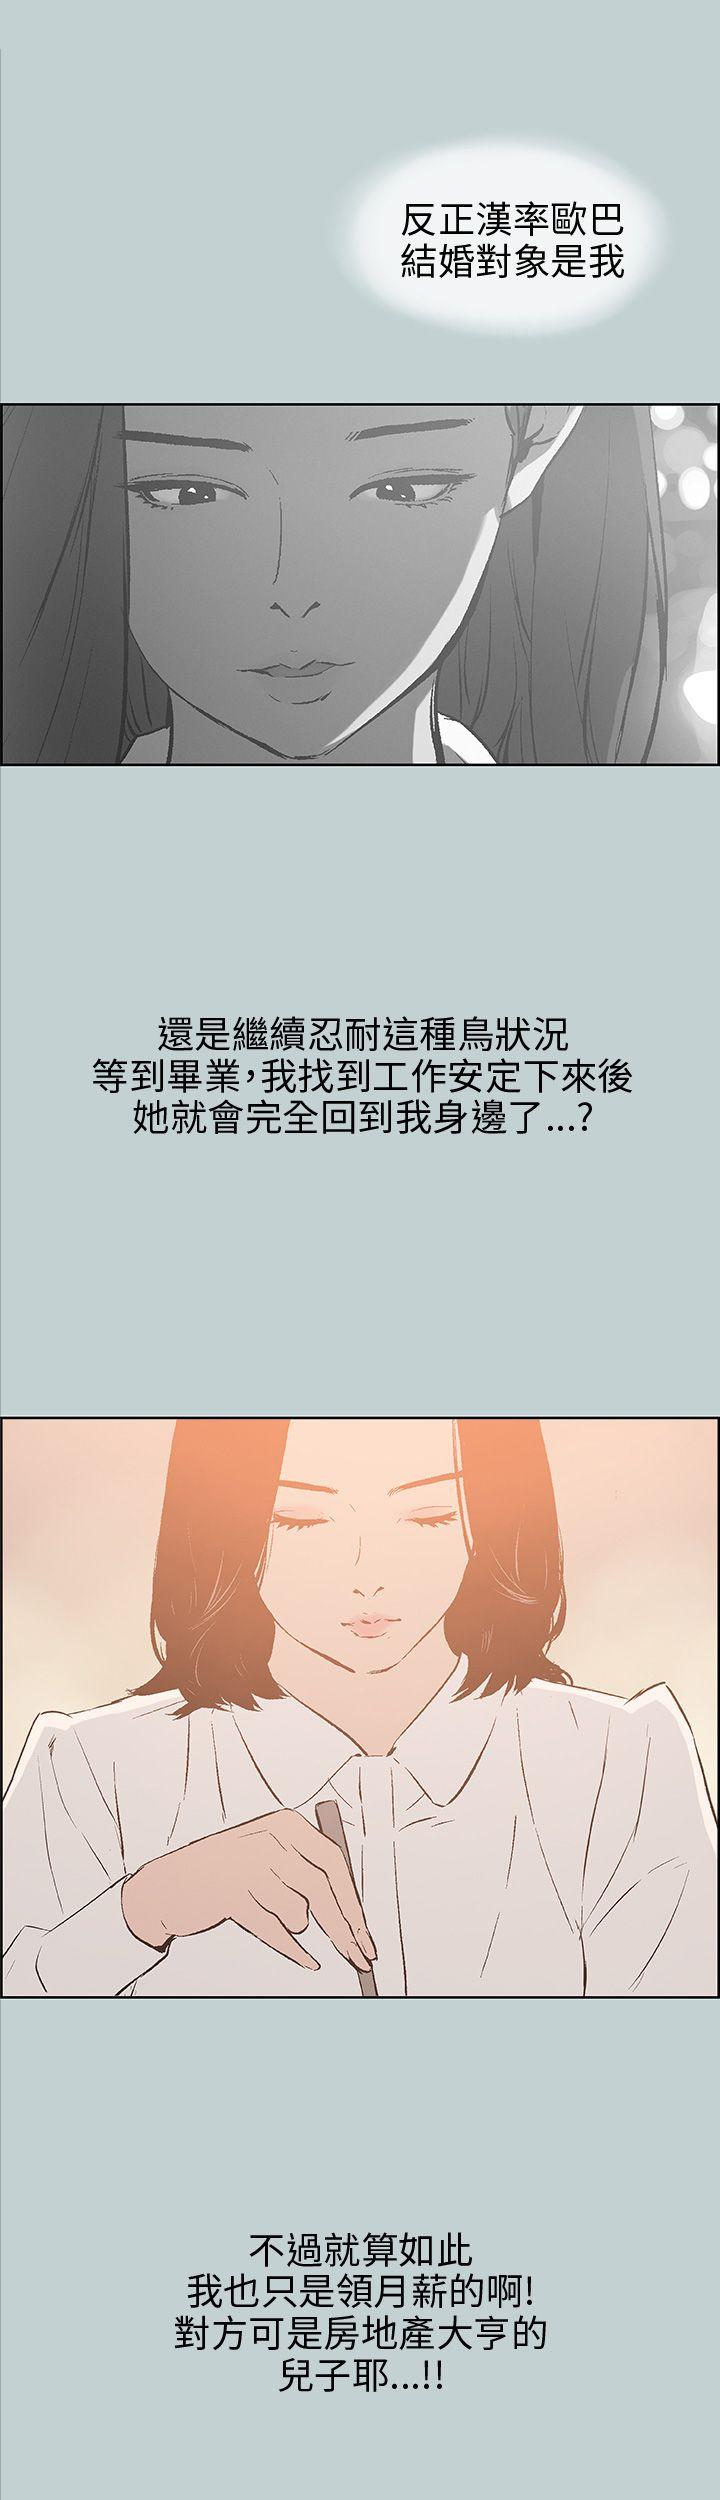 反正漢率歐巴
結婚對象是我
還是繼續忍耐這種鳥狀況
等到畢業，我找到工作安定下來後
她就會完全回到我身邊了...?
不過就算如此
我也只是領月薪的啊!
對方可是房地產大亨的
兒子耶...!!